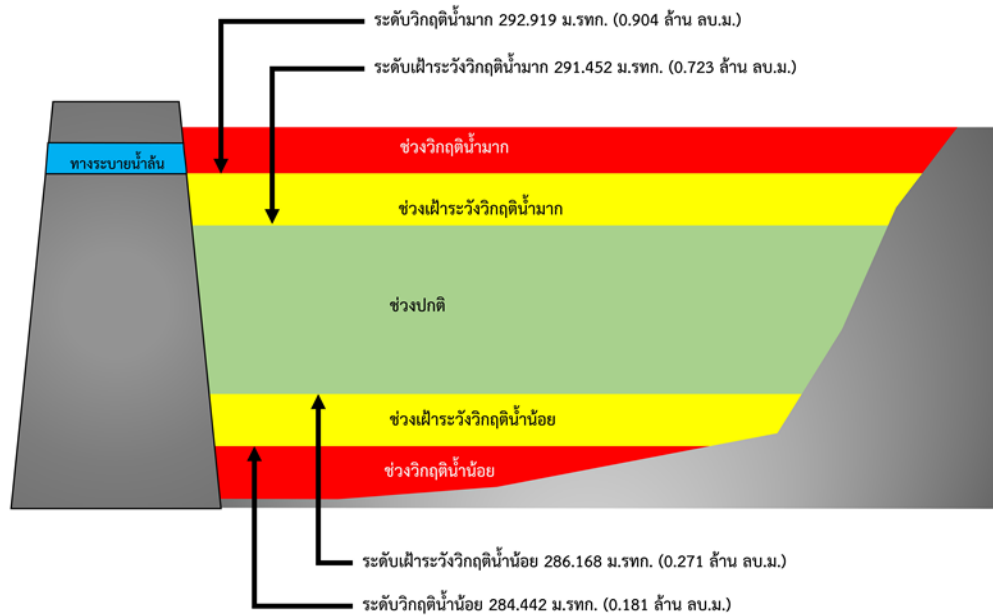 ระดับวิกฤติน้ำมาก 292.919 ม.รทก. (0.904 ล้าน ลบ.ม.)
ระดับเฝ้าระวังวิกฤติน้ำมาก 291.452 ม.รทก. (0.723 ล้าน ลบ.ม.)
ช่วงวิกฤติน้ำมาก
ทางระบายน้ำล้น
ช่วงเฝ้าระวังวิกฤติน้ำมาก
ช่วงปกติ
ช่วงเฝ้าระวังวิกฤติน้ำน้อย
ช่วงวิกฤติน้ำน้อย
ระดับเฝ้าระวังวิกฤติน้ำน้อย 286.168 ม.รทก. (0.271 ล้าน ลบ.ม.)
ระดับวิกฤติน้ำน้อย 284.442 ม.รทก. (0.181 ล้าน ลบ.ม.)